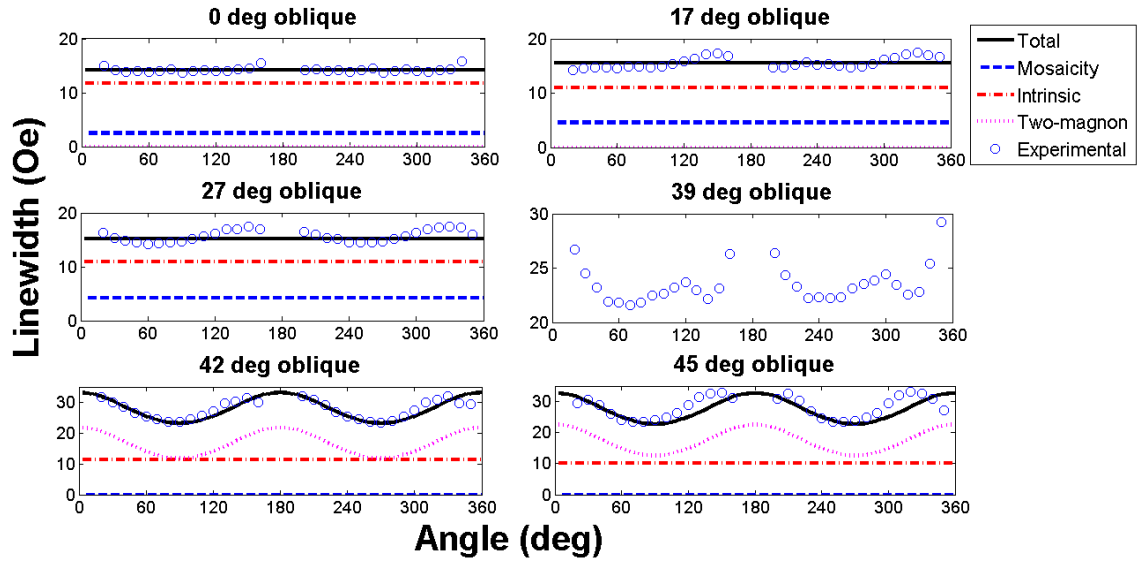 0 deg oblique
20
10
0
0 60 120 180 240 300 360
17 deg oblique
20
10
0
0 60 120 180 240 300 360
Total
Mosaicity
Intrinsic
Two-magnon
Experimental
Linewidth (Oe)
27 deg oblique
20
10
0
0 60 120 180 240 300 360
39 deg oblique
30
25
20
0 60 120 180 240 300 360
42 deg oblique
30
20
10
0
0 60 120 180 240 300 360
45 deg oblique
30
20
10
0
0 60 120 180 240 300 360
Angle (deg)